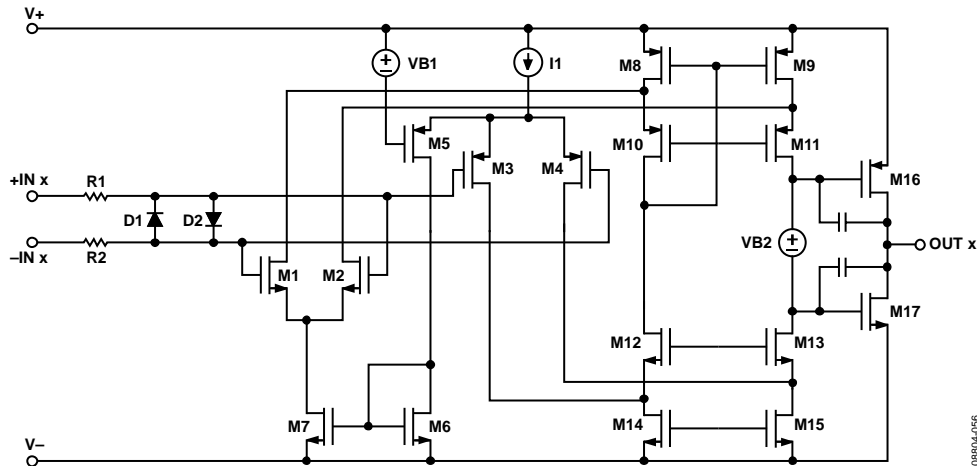 V+
VB1
I1
M8
M9
M5
M10
M11
M3
M4
+IN x
R1
M16
D1
D2
VB2
OUT x
–IN x
R2
M1
M2
M17
M12
M13
M7
M6
M14
M15
V–
08804-056